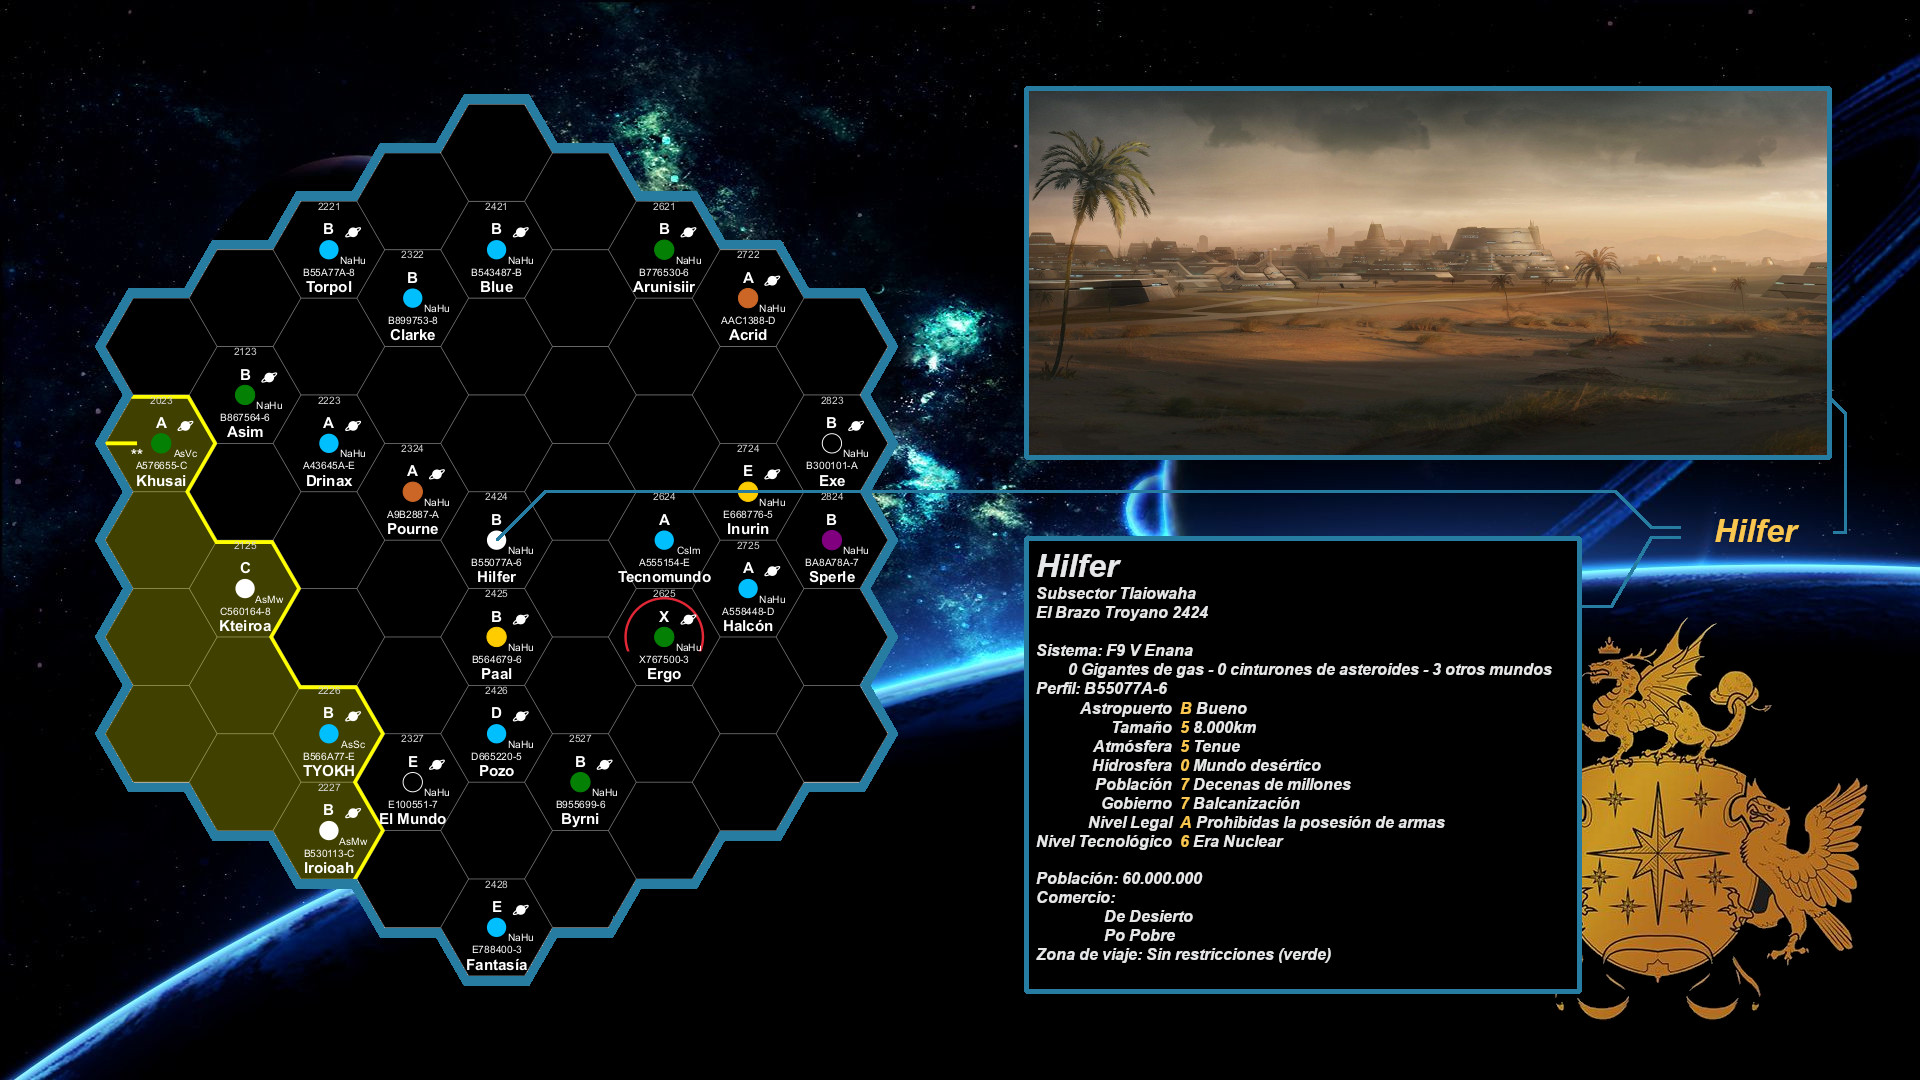 2221
B
NaHu
B55A77A-8
Torpol
2421
B
NaHu
B543487-B
Blue
2621
B
NaHu
B776530-6
Arunisiir
2322
B
NaHu
B899753-8
Clarke
2722
A
NaHu
AAC1388-D
Acrid
2123
B
NaHu
B867564-6
Asim
2023
A
** AsVc
A576655-C
Khusai
2223
A
NaHu
A43645A-E
Drinax
2823
B
NaHu
B300101-A
Exe
2324
A
NaHu
A9B2887-A
Pourne
2724
E
NaHu
E668776-5
Inurin
2424
B
NaHu
B55077A-6
Hilfer
2624
A
CsIm
A555154-E
Tecnomundo
2824
B
NaHu
BA8A78A-7
Sperle
2125
C
AsMw
C560164-8
Kteiroa
2725
A
NaHu
A558448-D
Halcón
2425
B
NaHu
B564679-6
Paal
2625
X
NaHu
X767500-3
Ergo
2226
B
AsSc
B566A77-E
TYOKH
2426
D
NaHu
D665220-5
Pozo
2327
E
NaHu
E100551-7
El Mundo
2527
B
NaHu
B955699-6
Byrni
2227
B
AsMw
B530113-C
Iroioah
2428
E
NaHu
E788400-3
Fantasía
Hilfer
Hilfer
Subsector Tlaiowaha
El Brazo Troyano 2424
Sistema: F9 V Enana
0 Gigantes de gas - 0 cinturones de asteroides - 3 otros mundos
Perfil: B55077A-6
Astropuerto B Bueno
Tamaño 5 8.000km
Atmósfera 5 Tenue
Hidrosfera 0 Mundo desértico
Población 7 Decenas de millones
Gobierno 7 Balcanización
Nivel Legal A Prohibidas la posesión de armas
Nivel Tecnológico 6 Era Nuclear
Población: 60.000.000
Comercio:
De Desierto
Po Pobre
Zona de viaje: Sin restricciones (verde)